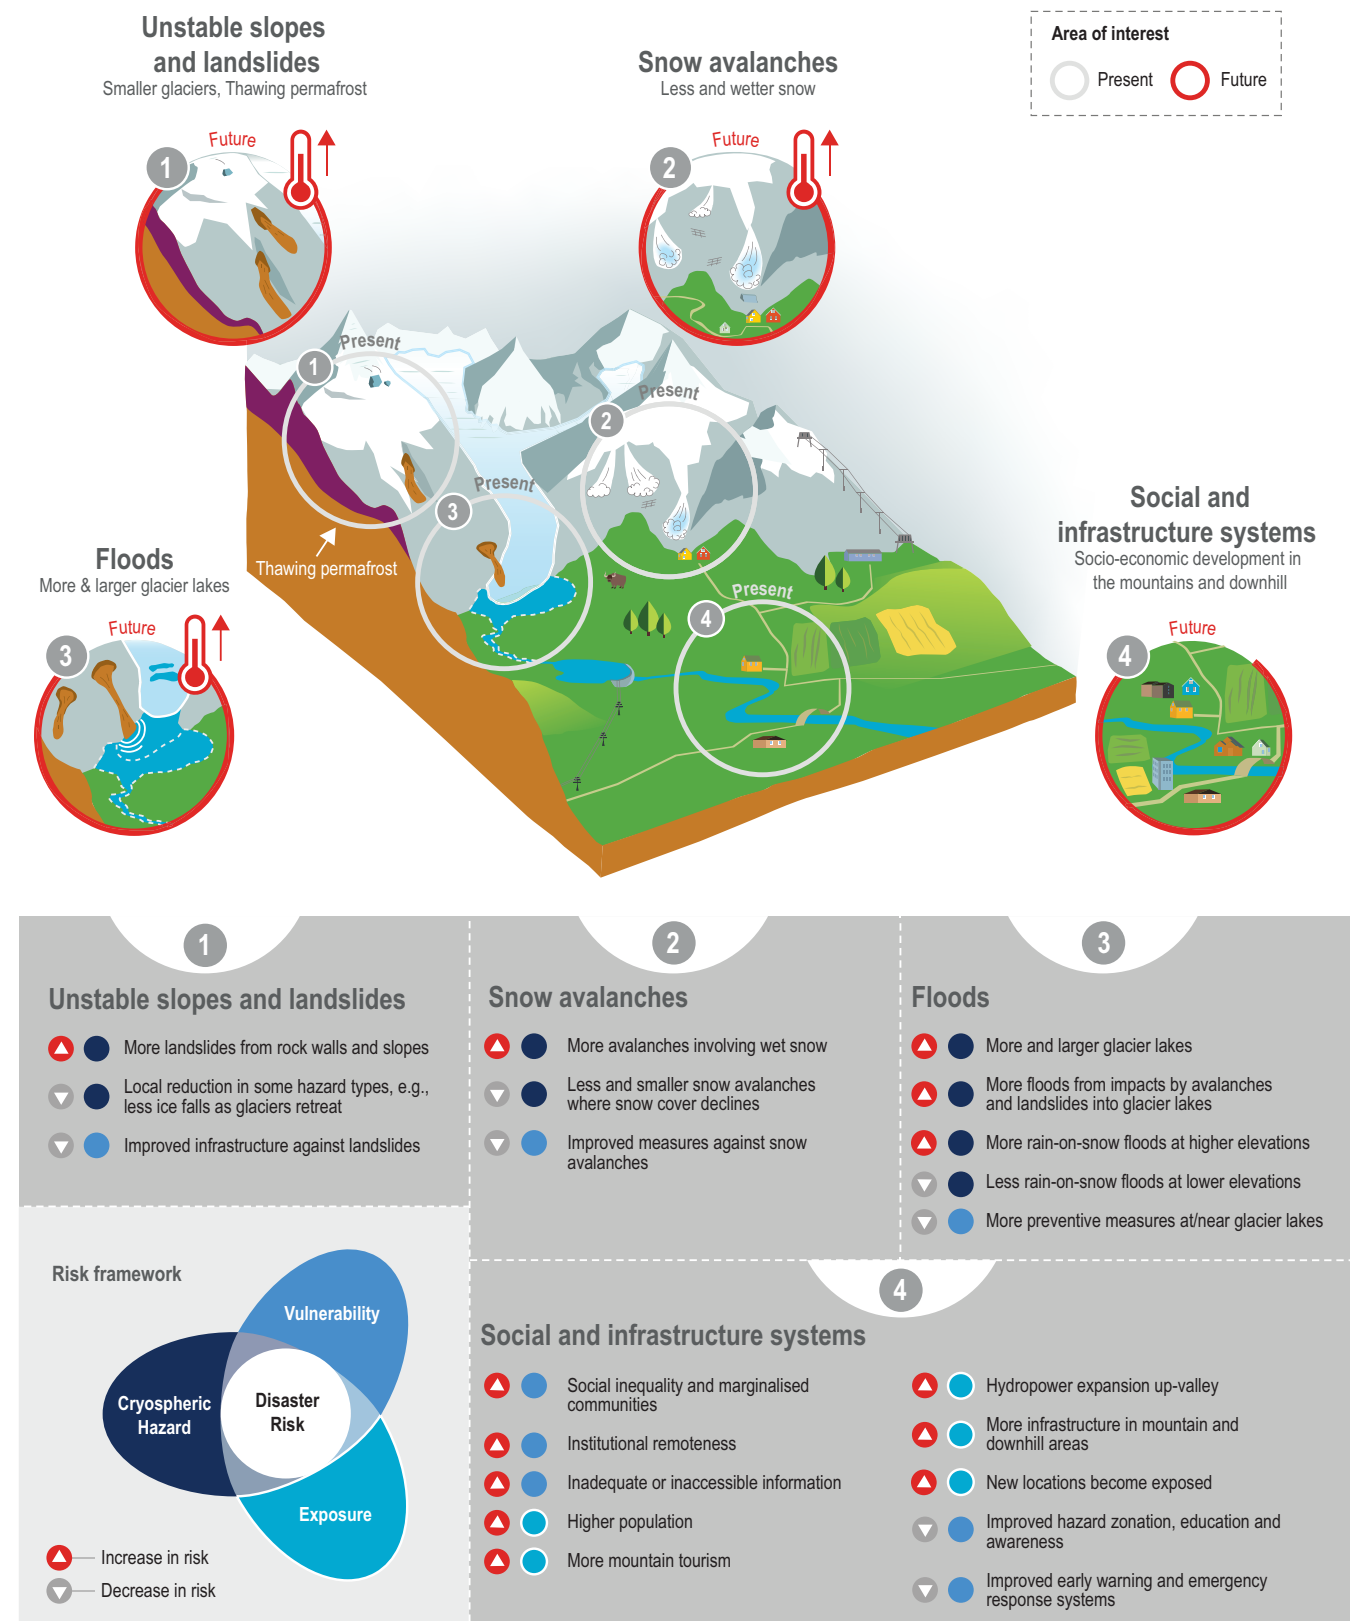 Unstable slopes
and landslides
Smaller glaciers, Thawing permafrost
Snow avalanches
Less and wetter snow
Area of interest
Present
Future
Future
1
Future
2
1
Present
2
Present
3
Present
Thawing permafrost
4
Present
Floods
More & larger glacier lakes
Future
3
Social and
infrastructure systems
Socio-economic development in
the mountains and downhill
Future
4
1
Unstable slopes and landslides
More landslides from rock walls and slopes
Local reduction in some hazard types, e.g.,
less ice falls as glaciers retreat
Improved infrastructure against landslides
2
Snow avalanches
More avalanches involving wet snow
Less and smaller snow avalanches
where snow cover declines
Improved measures against snow
avalanches
3
Floods
More and larger glacier lakes
More floods from impacts by avalanches
and landslides into glacier lakes
More rain-on-snow floods at higher elevations
Less rain-on-snow floods at lower elevations
More preventive measures at/near glacier lakes
Risk framework
Vulnerability
Cryospheric
Hazard
Disaster
Risk
Exposure
Increase in risk
Decrease in risk
4
Social and infrastructure systems
Social inequality and marginalised
communities
Institutional remoteness
Inadequate or inaccessible information
Higher population
More mountain tourism
Hydropower expansion up-valley
More infrastructure in mountain and
downhill areas
New locations become exposed
Improved hazard zonation, education and
awareness
Improved early warning and emergency
response systems